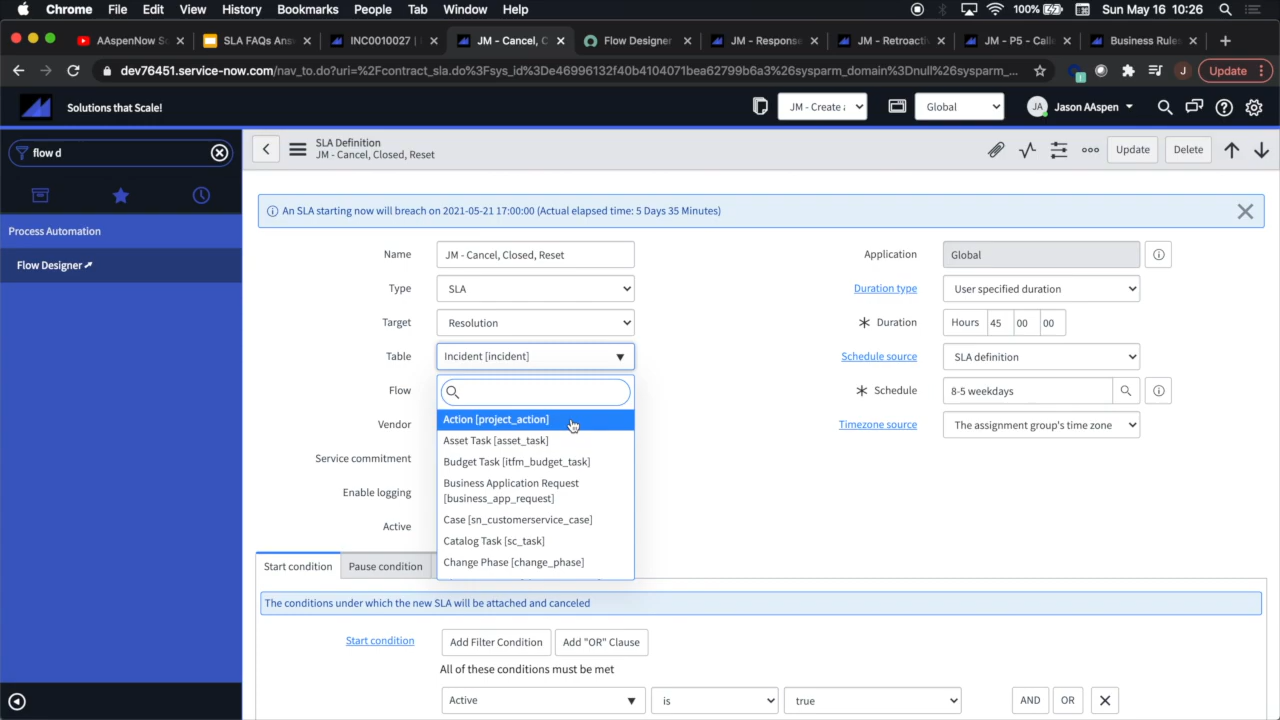 Chrome File Edit View History Bookmarks People Tab Window Help 100% Sun May 16 10:26
AAspenNow S
SLA FAQs Ans
INC0010027 |
JM - Cancel, C
Flow Designer
JM - Response
JM - Retroactiv
JM - P5 - Calle
Business Rules
dev76451.service-now.com/nav_to.do?uri=%2Fcontract_sla.do%3Fsys_id%3De46996132f40b4104071bea62799b6a3%26sysparm_domain%3Dnull%26sysparm_...
J Update
Solutions that Scale!
JM - Create
Global
JA Jason AAspen
flow d
SLA Definition
JM - Cancel, Closed, Reset
Update Delete
Process Automation
Flow Designer
An SLA starting now will breach on 2021-05-21 17:00:00 (Actual elapsed time: 5 Days 35 Minutes)
Name JM - Cancel, Closed, Reset
Application Global
Type SLA
Duration type User specified duration
Target Resolution
Duration Hours 45 00 00
Table Incident [incident]
Schedule source SLA definition
Flow
Schedule 8-5 weekdays
Action [project_action]
Vendor
Timezone source The assignment group's time zone
Asset Task [asset_task]
Service commitment
Budget Task [itfm_budget_task]
Enable logging
Business Application Request
[business_app_request]
Active
Case [sn_customerservice_case]
Catalog Task [sc_task]
Change Phase [change_phase]
Start condition Pause condition
The conditions under which the new SLA will be attached and canceled
Start condition Add Filter Condition Add "OR" Clause
All of these conditions must be met
Active is true AND OR